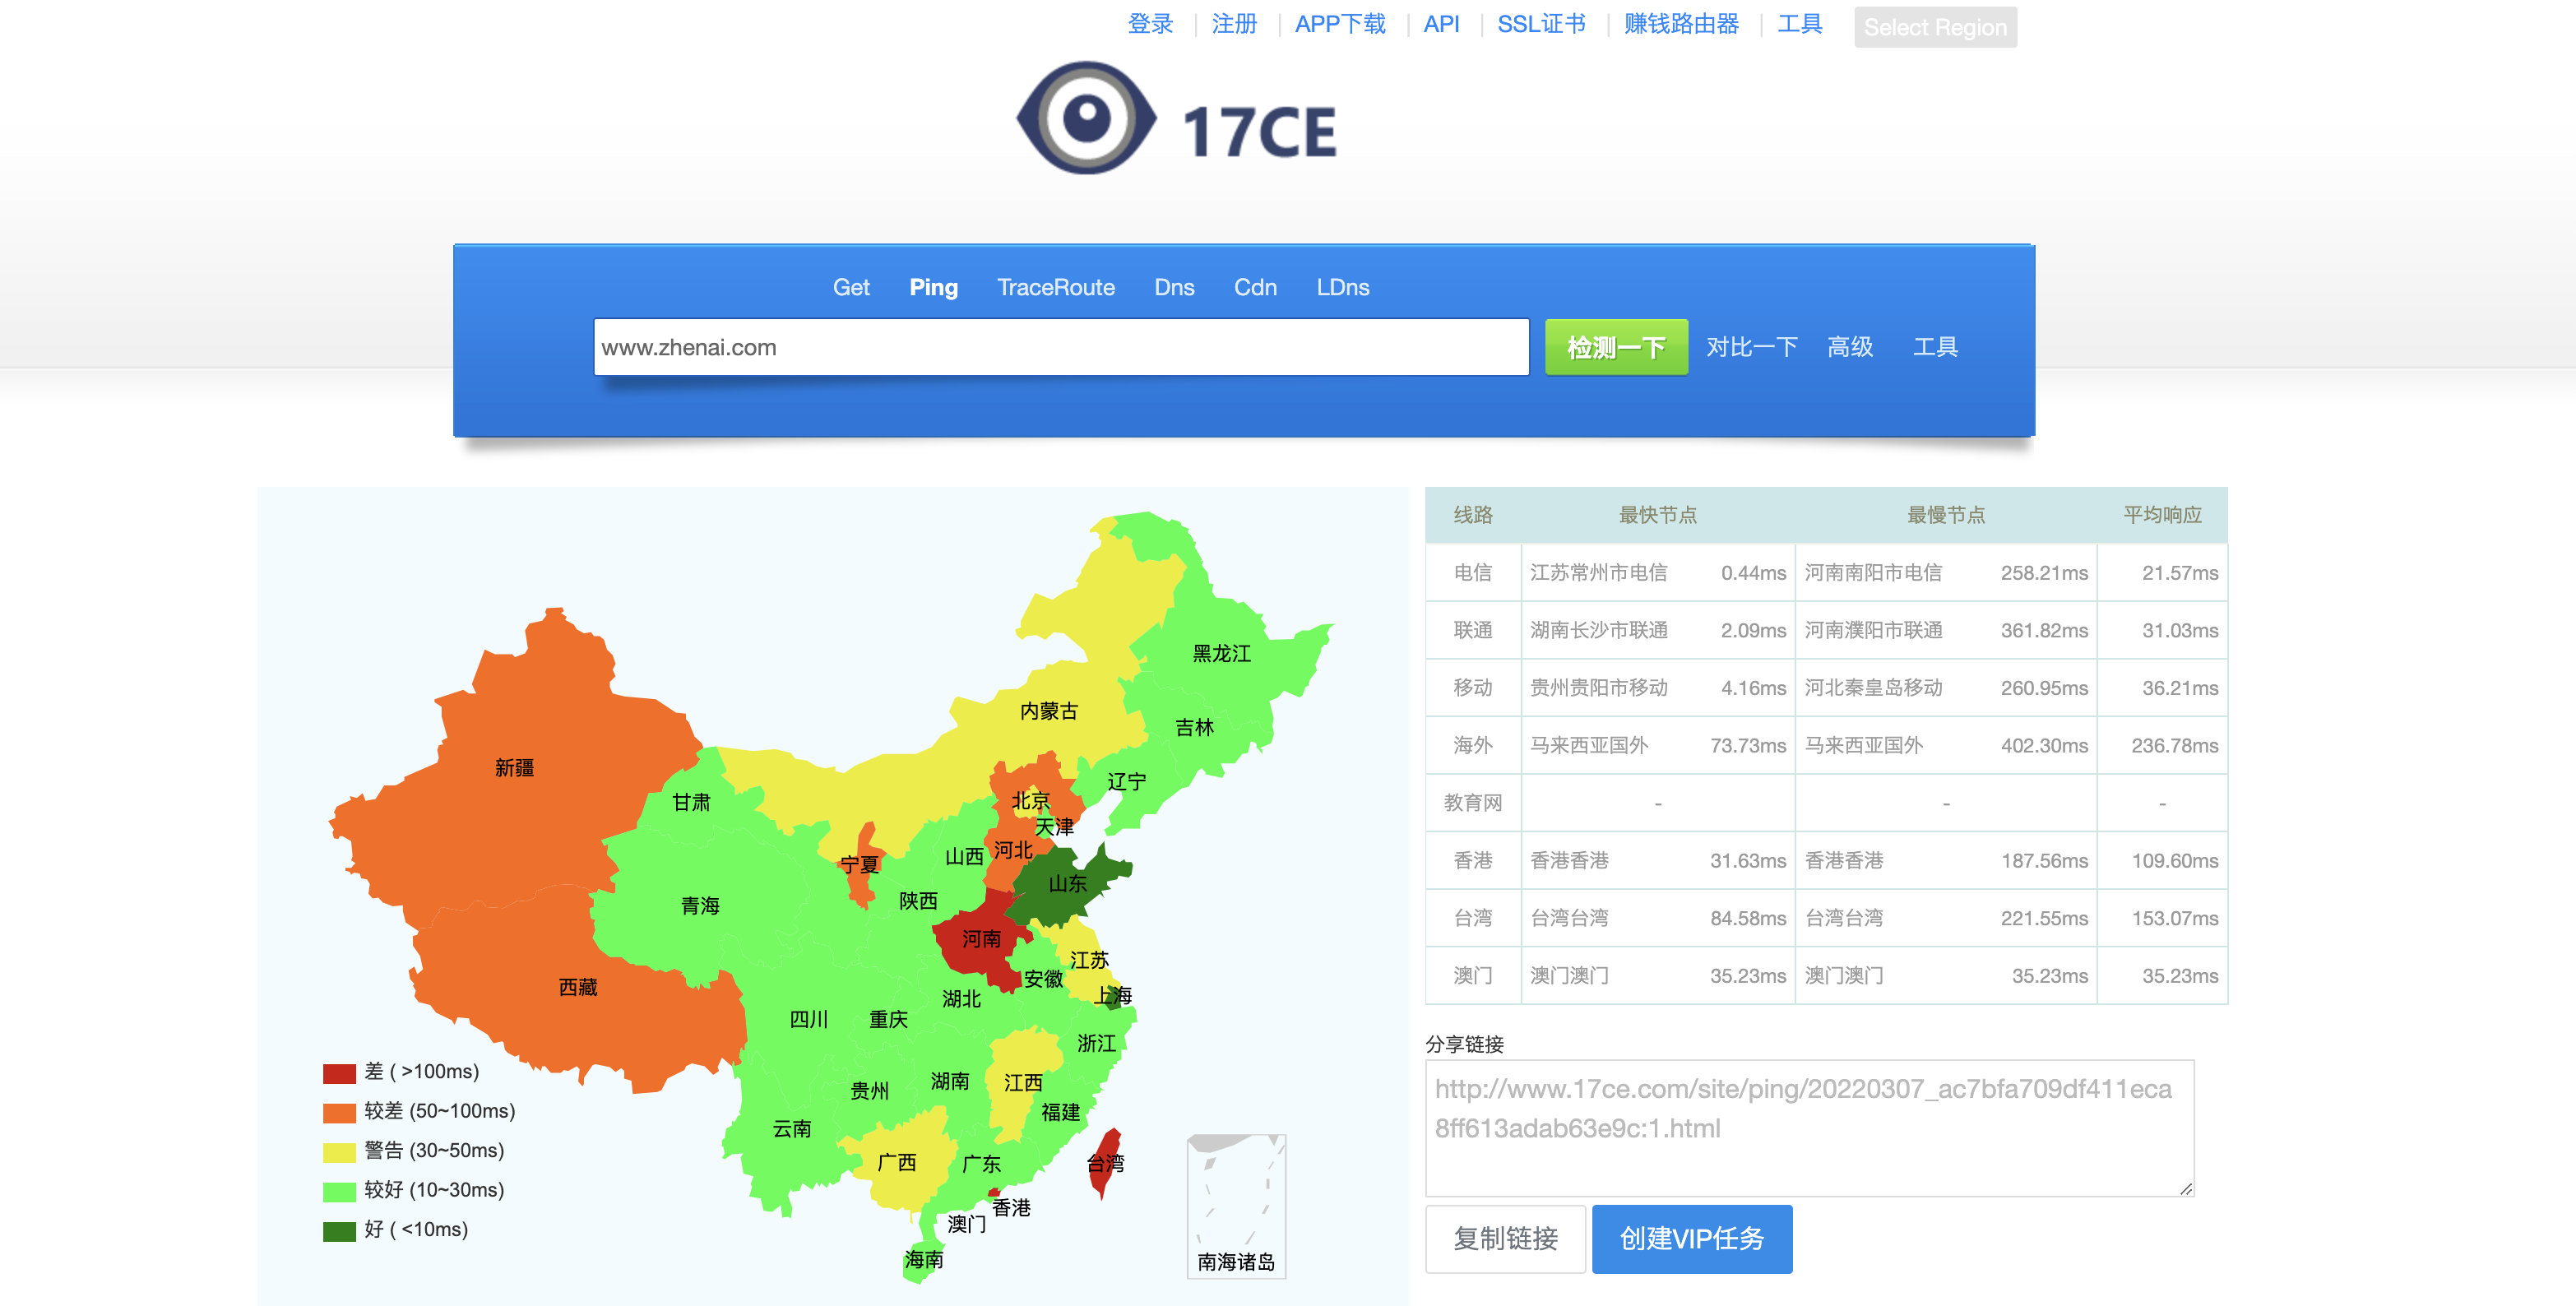 登录 注册 APP下载 API SSL证书 赚钱路由器 工具 Select Region
17CE
Get Ping TraceRoute Dns Cdn LDns
www.zhenai.com 检测一下 对比一下 高级 工具
黑龙江
内蒙古
吉林
新疆
辽宁
甘肃
北京
天津
河北
山西
宁夏
山东
陕西
青海
河南
江苏
安徽
西藏
上海
湖北
四川
重庆
浙江
湖南
江西
贵州
福建
云南
广西
广东
台湾
香港
澳门
海南
南海诸岛
差 ( >100ms)
较差 (50~100ms)
警告 (30~50ms)
较好 (10~30ms)
好 ( <10ms)
线路 最快节点 最慢节点 平均响应
电信 江苏常州市电信 0.44ms 河南南阳市电信 258.21ms 21.57ms
联通 湖南长沙市联通 2.09ms 河南濮阳市联通 361.82ms 31.03ms
移动 贵州贵阳市移动 4.16ms 河北秦皇岛移动 260.95ms 36.21ms
海外 马来西亚国外 73.73ms 马来西亚国外 402.30ms 236.78ms
教育网 - - -
香港 香港香港 31.63ms 香港香港 187.56ms 109.60ms
台湾 台湾台湾 84.58ms 台湾台湾 221.55ms 153.07ms
澳门 澳门澳门 35.23ms 澳门澳门 35.23ms 35.23ms
分享链接
http://www.17ce.com/site/ping/20220307_ac7bfa709df411eca
8ff613adab63e9c:1.html
复制链接 创建VIP任务